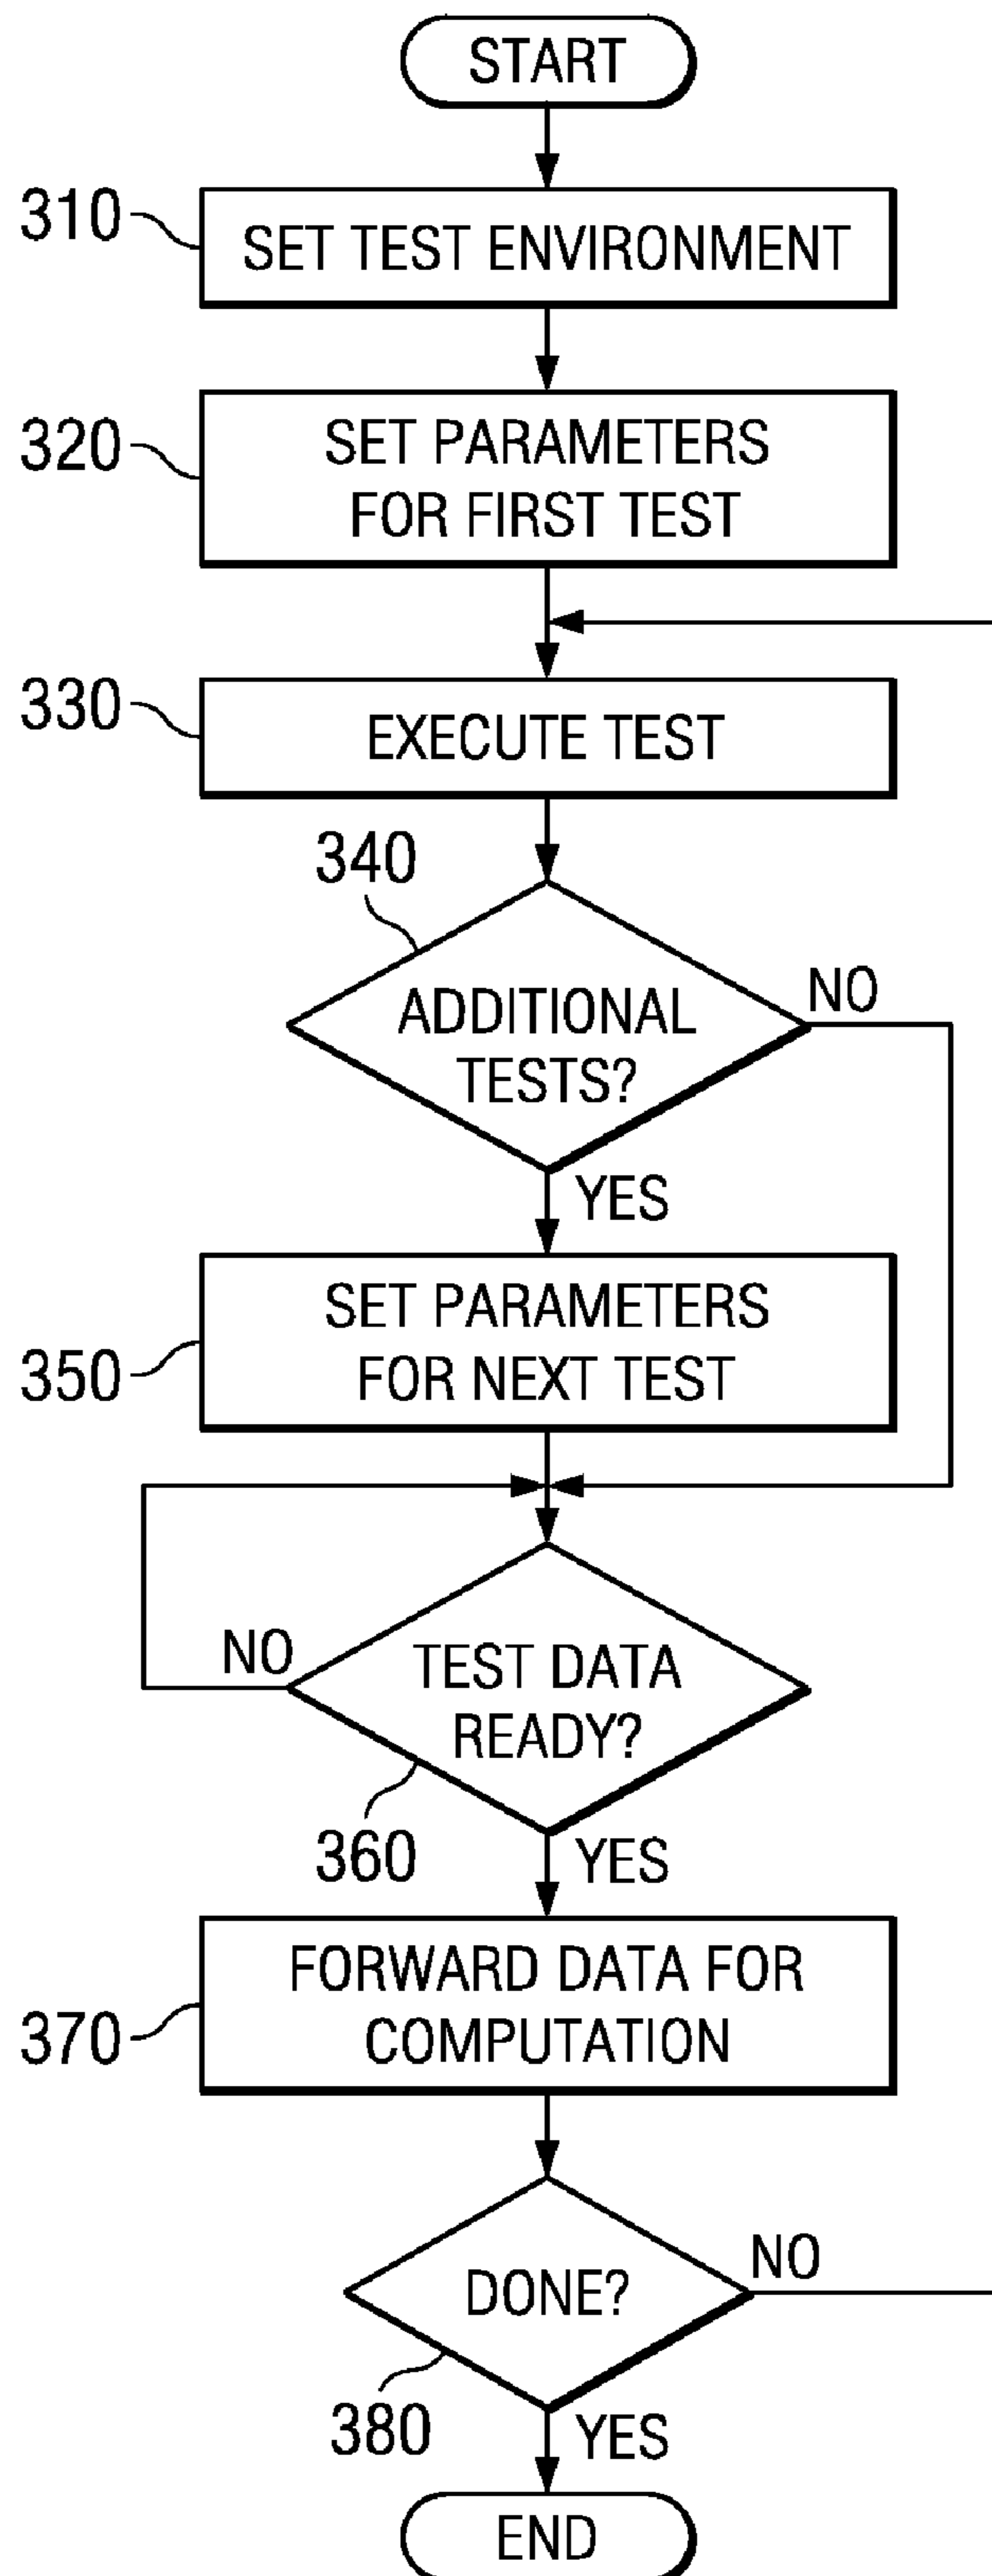 START
310
SET TEST ENVIRONMENT
320
SET PARAMETERS
FOR FIRST TEST
330
EXECUTE TEST
340
ADDITIONAL
TESTS?
NO
YES
350
SET PARAMETERS
FOR NEXT TEST
NO
TEST DATA
READY?
360
YES
370
FORWARD DATA FOR
COMPUTATION
DONE?
NO
380
YES
END